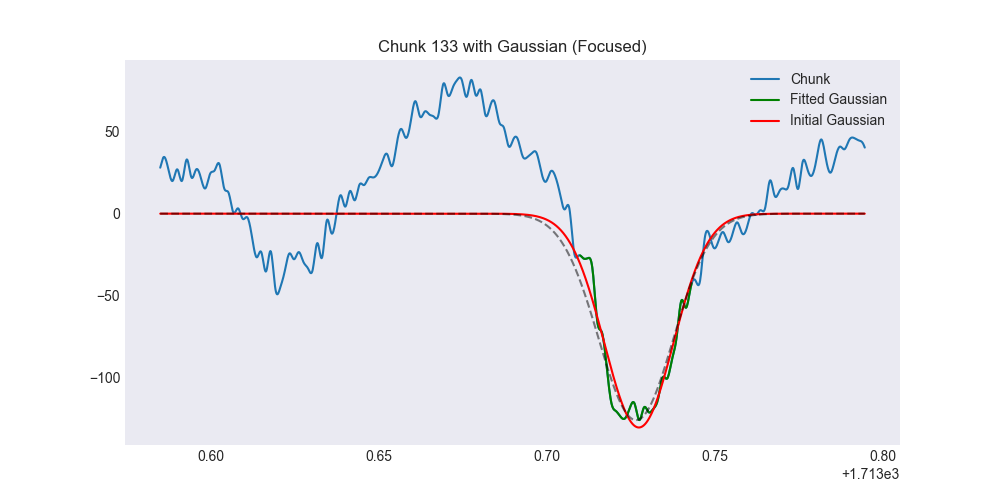 Chunk 133 with Gaussian (Focused)
Chunk
Fitted Gaussian
Initial Gaussian
50
0
−50
−100
0.60 0.65 0.70 0.75 0.80
+1.713e3